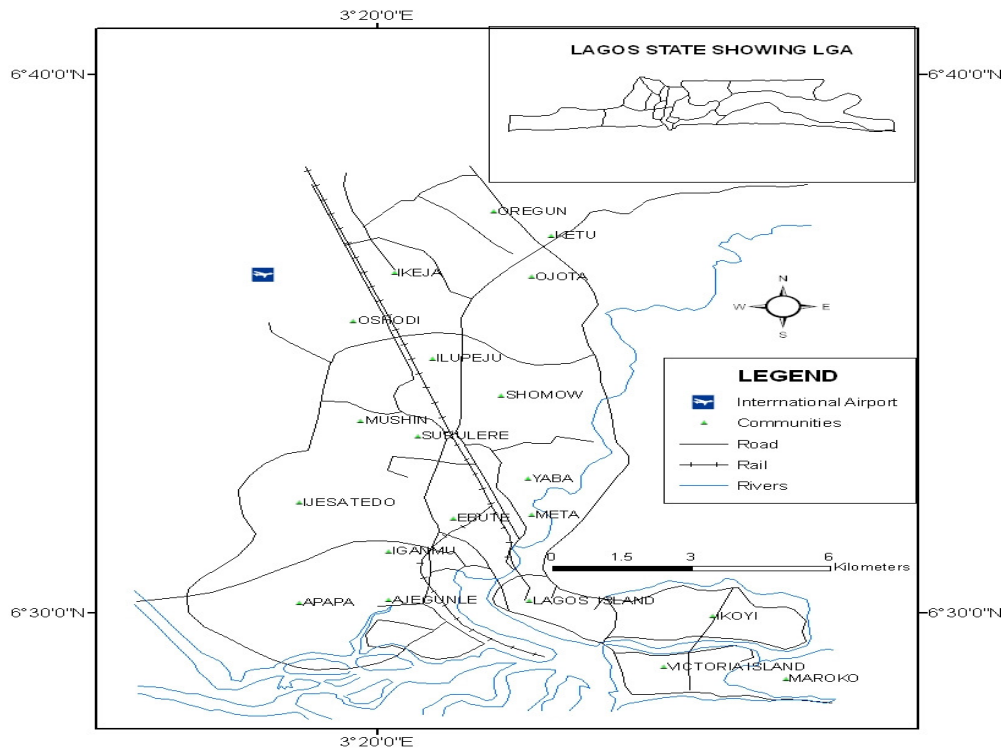 3°20'0"E
LAGOS STATE SHOWING LGA
6°40'0"N
6°40'0"N
OREGUN
KETU
IKEJA
OJOTA
N
W E
S
OSHODI
ILUPEJU
LEGEND
Interrnational Airport
Communities
Road
Rail
Rivers
SHOMOW
MUSHIN
SURULERE
YABA
IJESATEDO
EBUTE
META
IGANMU
0 1.5 3 6
Kilometers
APAPA
AJEGUNLE
LAGOS ISLAND
6°30'0"N
6°30'0"N
IKOYI
VICTORIA ISLAND
MAROKO
3°20'0"E